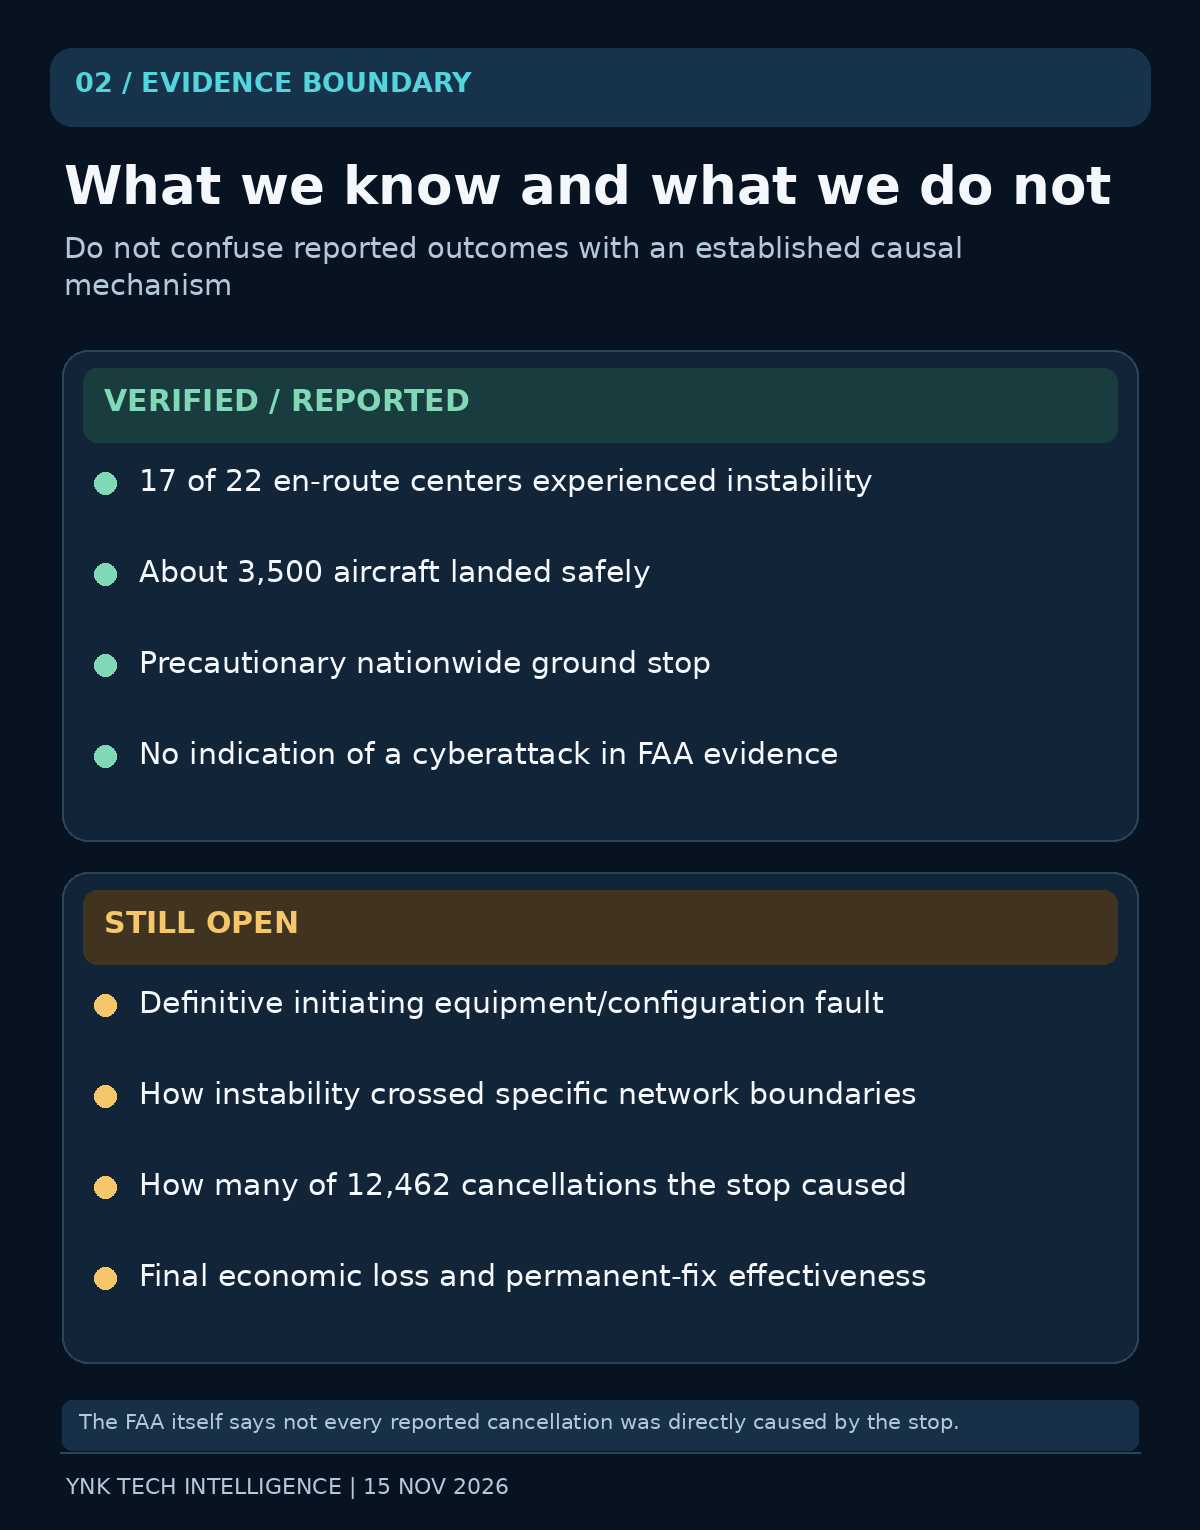 02 / EVIDENCE BOUNDARY
What we know and what we do not
Do not confuse reported outcomes with an established causal
mechanism
VERIFIED / REPORTED
17 of 22 en-route centers experienced instability
About 3,500 aircraft landed safely
Precautionary nationwide ground stop
No indication of a cyberattack in FAA evidence
STILL OPEN
Definitive initiating equipment/configuration fault
How instability crossed specific network boundaries
How many of 12,462 cancellations the stop caused
Final economic loss and permanent-fix effectiveness
The FAA itself says not every reported cancellation was directly caused by the stop.
YNK TECH INTELLIGENCE | 15 NOV 2026